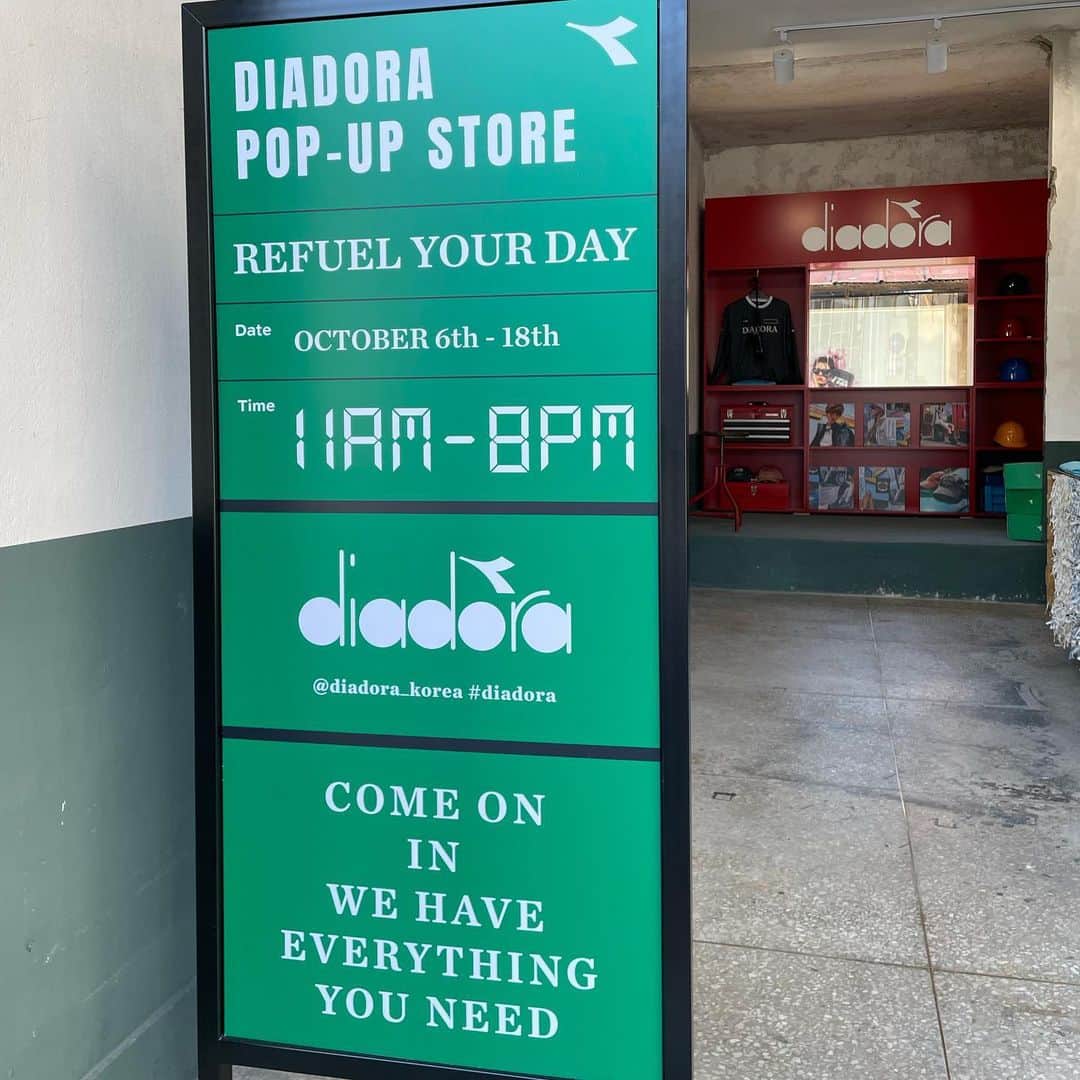 DIADORA
POP-UP STORE
REFUEL YOUR DAY
Date OCTOBER 6th - 18th
Time 11AM-8PM
diadora
@diadora_korea #diadora
COME ON
IN
WE HAVE
EVERYTHING
YOU NEED
diadora
DIADORA